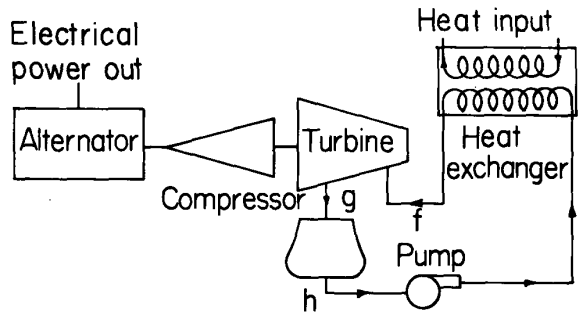 Electrical
power out
Heat input
Alternator
Turbine
Heat
exchanger
Compressor
g
f
Pump
h